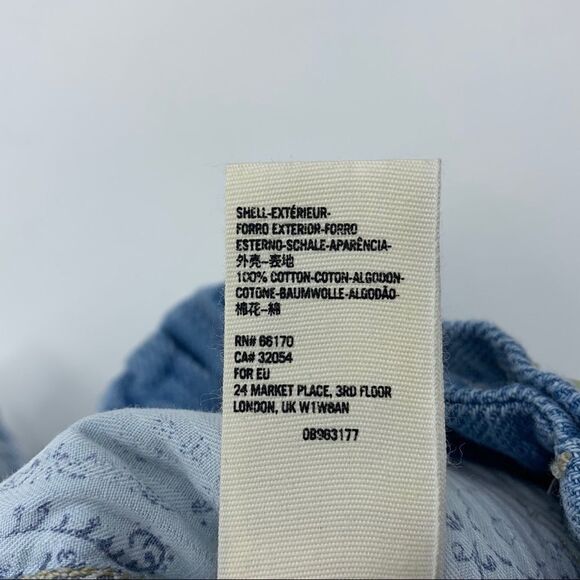 SHELL-EXTÉRIEUR-
FORRO EXTERIOR-FORRO
ESTERNO-SCHALE-APARÊNCIA-
外壳-表地
100% COTTON-COTON-ALGODON-
COTONE-BAUMWOLLE-ALGODÃO-
棉花-綿
RN# 66170
CA# 32054
FOR EU
24 MARKET PLACE, 3RD FLOOR
LONDON, UK W1W8AN
0B963177